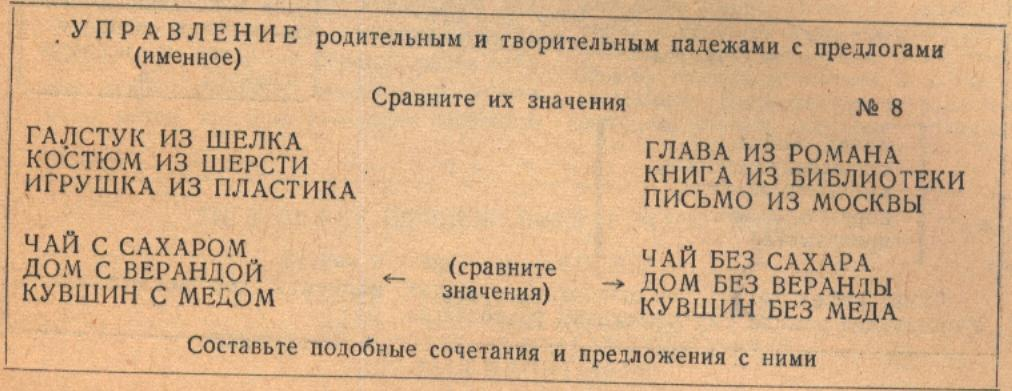 УПРАВЛЕНИЕ родительным и творительным падежами с предлогами
(именное)
Сравните их значения № 8
ГАЛСТУК ИЗ ШЕЛКА
КОСТЮМ ИЗ ШЕРСТИ
ИГРУШКА ИЗ ПЛАСТИКА
ГЛАВА ИЗ РОМАНА
КНИГА ИЗ БИБЛИОТЕКИ
ПИСЬМО ИЗ МОСКВЫ
ЧАЙ С САХАРОМ
ДОМ С ВЕРАНДОЙ
КУВШИН С МЕДОМ
← (сравните
значения) →
ЧАЙ БЕЗ САХАРА
ДОМ БЕЗ ВЕРАНДЫ
КУВШИН БЕЗ МЕДА
Составьте подобные сочетания и предложения с ними